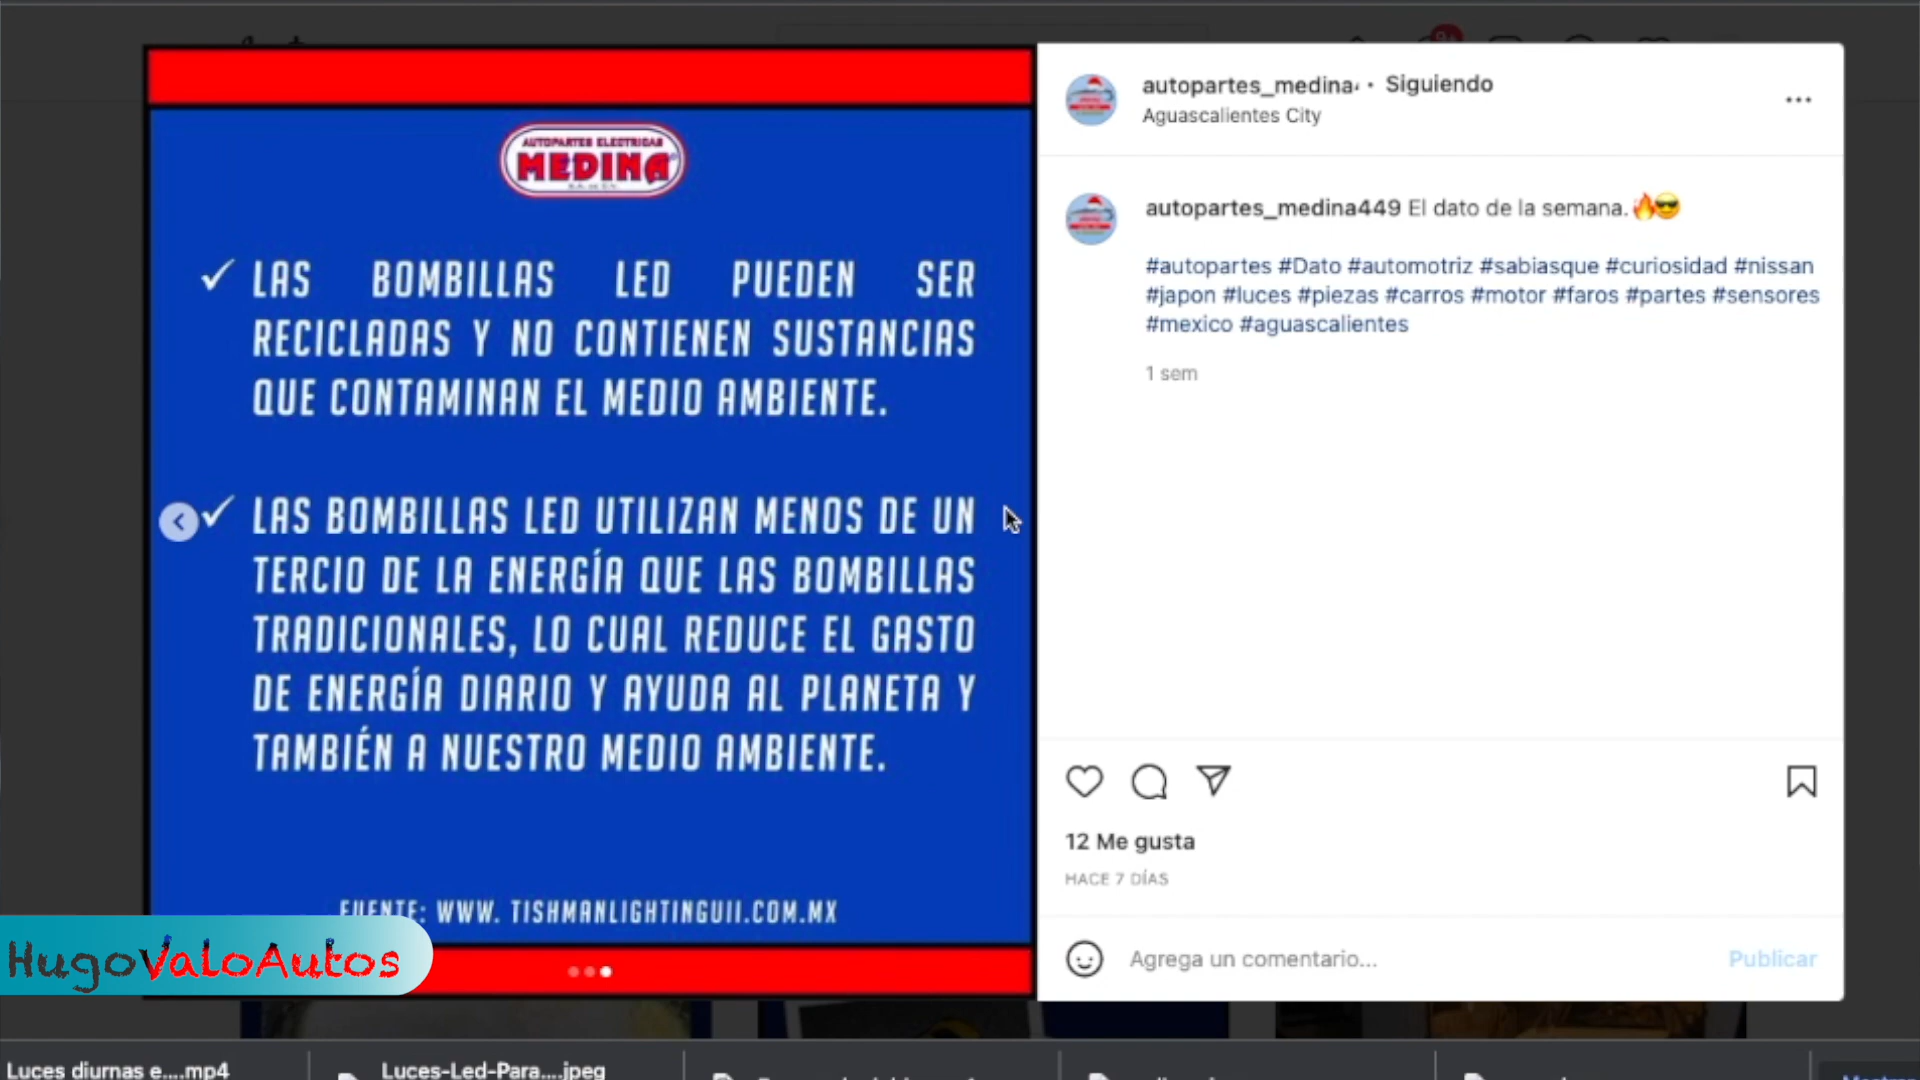 autopartes_medina • Siguiendo
Aguascalientes City
AUTOPARTES ELECTRICAS
MEDINA
LAS BOMBILLAS LED PUEDEN SER
RECICLADAS Y NO CONTIENEN SUSTANCIAS
QUE CONTAMINAN EL MEDIO AMBIENTE.
LAS BOMBILLAS LED UTILIZAN MENOS DE UN
TERCIO DE LA ENERGÍA QUE LAS BOMBILLAS
TRADICIONALES, LO CUAL REDUCE EL GASTO
DE ENERGÍA DIARIO Y AYUDA AL PLANETA Y
TAMBIÉN A NUESTRO MEDIO AMBIENTE.
FUENTE: WWW. TISHMANLIGHTINGUII.COM.MX
HugoValoAutos
autopartes_medina449 El dato de la semana.🔥😎
#autopartes #Dato #automotriz #sabiasque #curiosidad #nissan
#japon #luces #piezas #carros #motor #faros #partes #sensores
#mexico #aguascalientes
1 sem
12 Me gusta
HACE 7 DÍAS
Agrega un comentario... Publicar
Luces diurnas e....mp4
Luces-Led-Para....jpeg